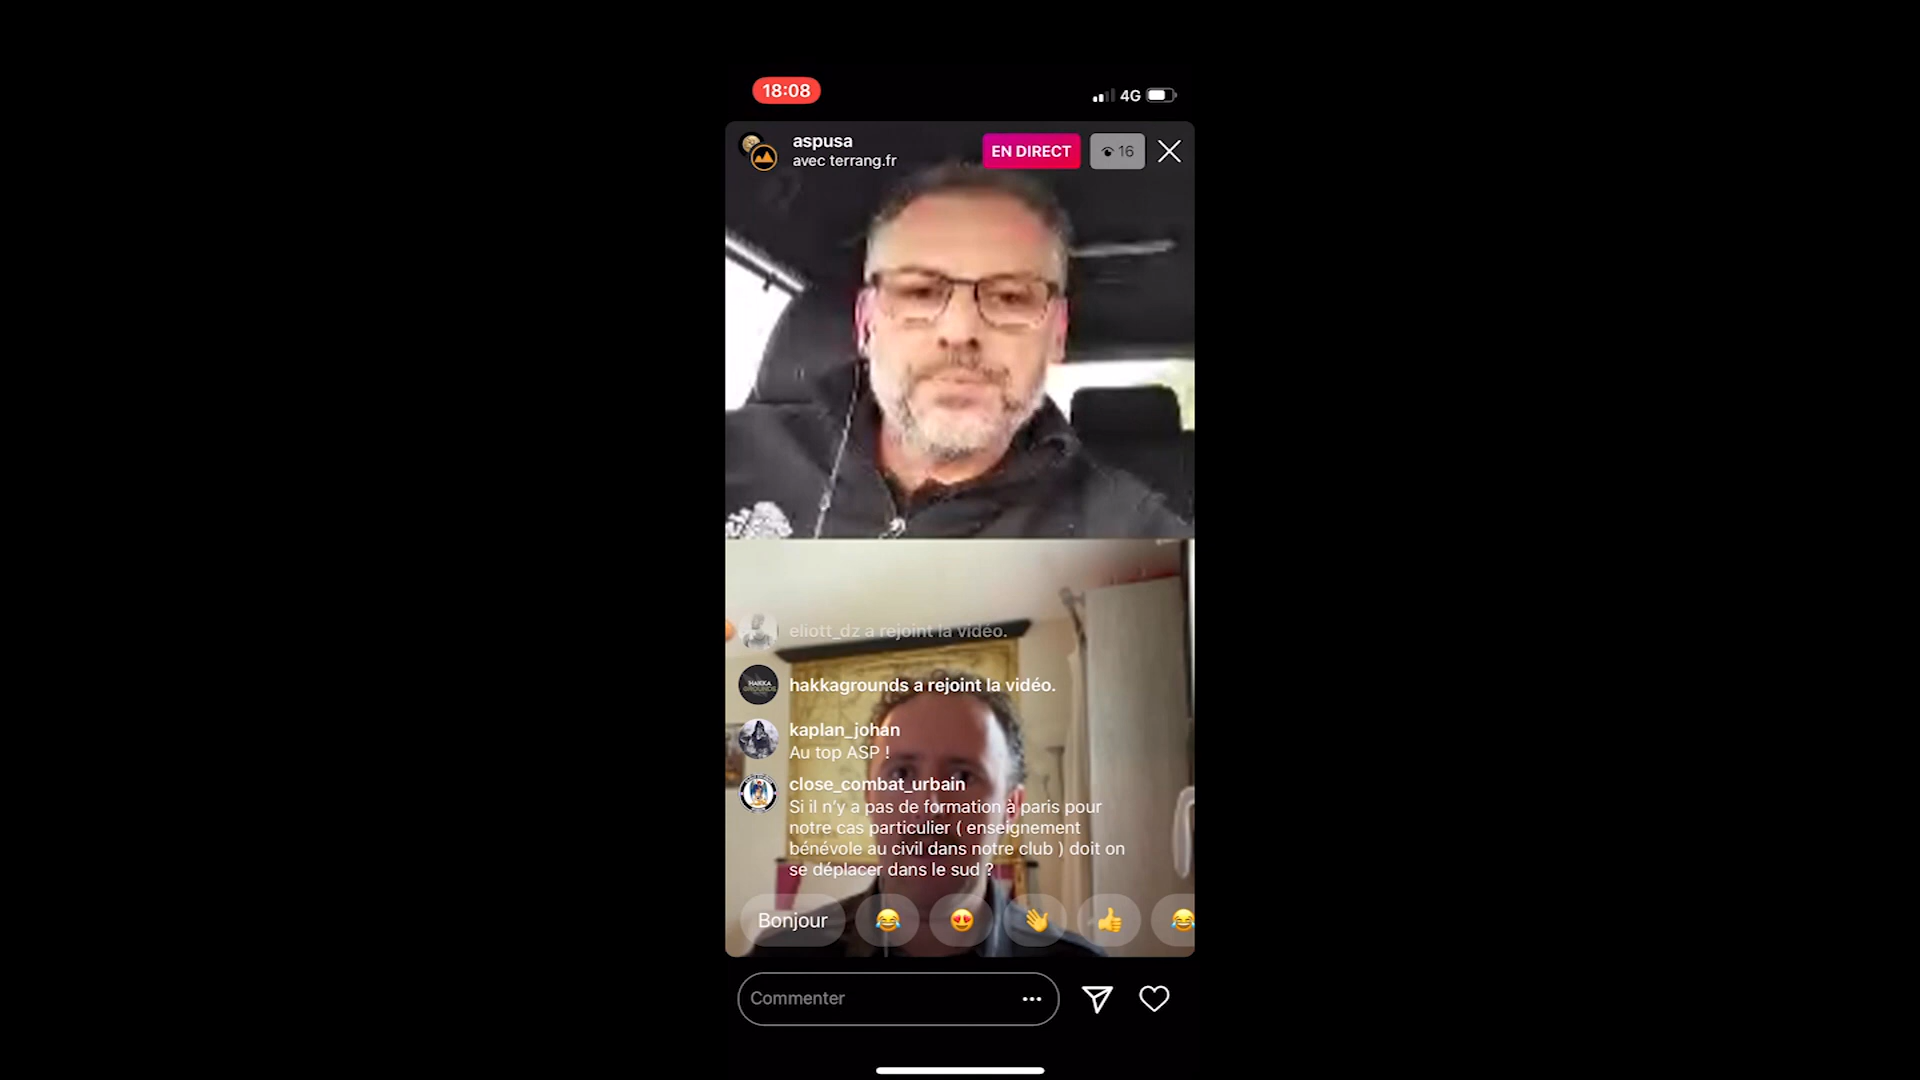 18:08
4G
aspusa
avec terrang.fr
EN DIRECT
16
eliott_dz a rejoint la vidéo.
HAKKA
GROUNDS
hakkagrounds a rejoint la vidéo.
kaplan_johan
Au top ASP !
close_combat_urbain
Si il n’y a pas de formation à paris pour
notre cas particulier ( enseignement
bénévole au civil dans notre club ) doit on
se déplacer dans le sud ?
Bonjour
Commenter